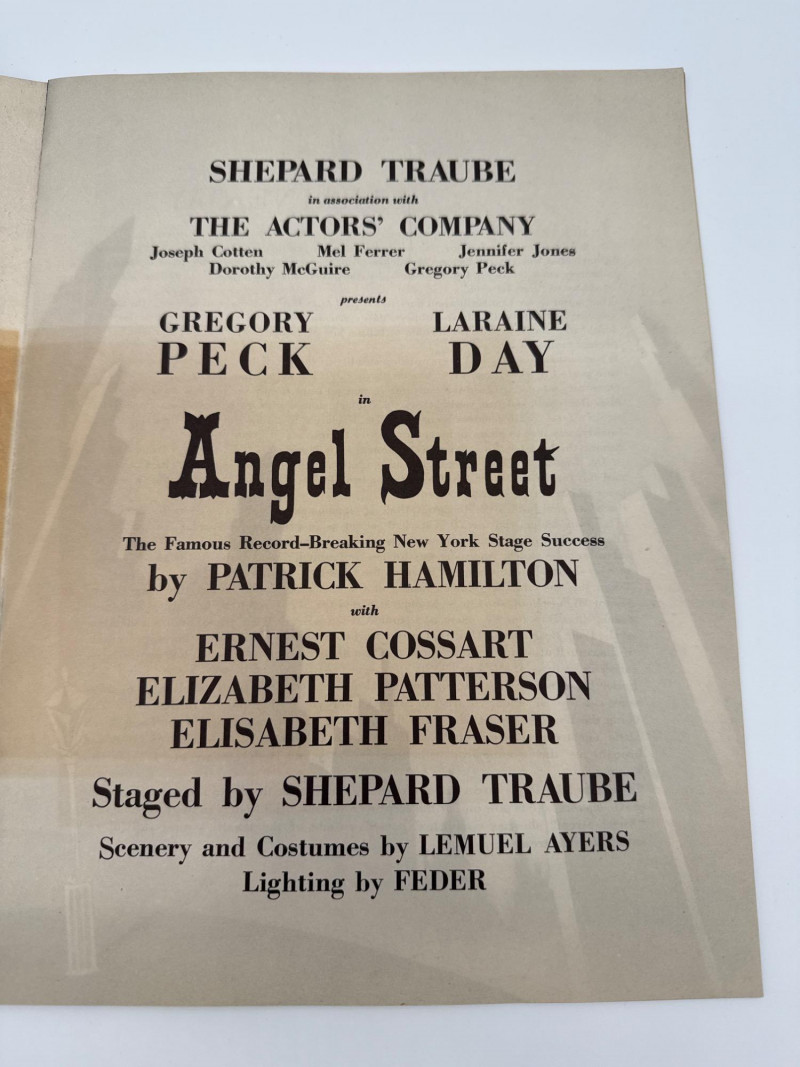 SHEPARD TRAUBE
in association with
THE ACTORS' COMPANY
Joseph Cotten Mel Ferrer Jennifer Jones
Dorothy McGuire Gregory Peck
presents
GREGORY LARAINE
PECK DAY
in
Angel Street
The Famous Record-Breaking New York Stage Success
by PATRICK HAMILTON
with
ERNEST COSSART
ELIZABETH PATTERSON
ELISABETH FRASER
Staged by SHEPARD TRAUBE
Scenery and Costumes by LEMUEL AYERS
Lighting by FEDER